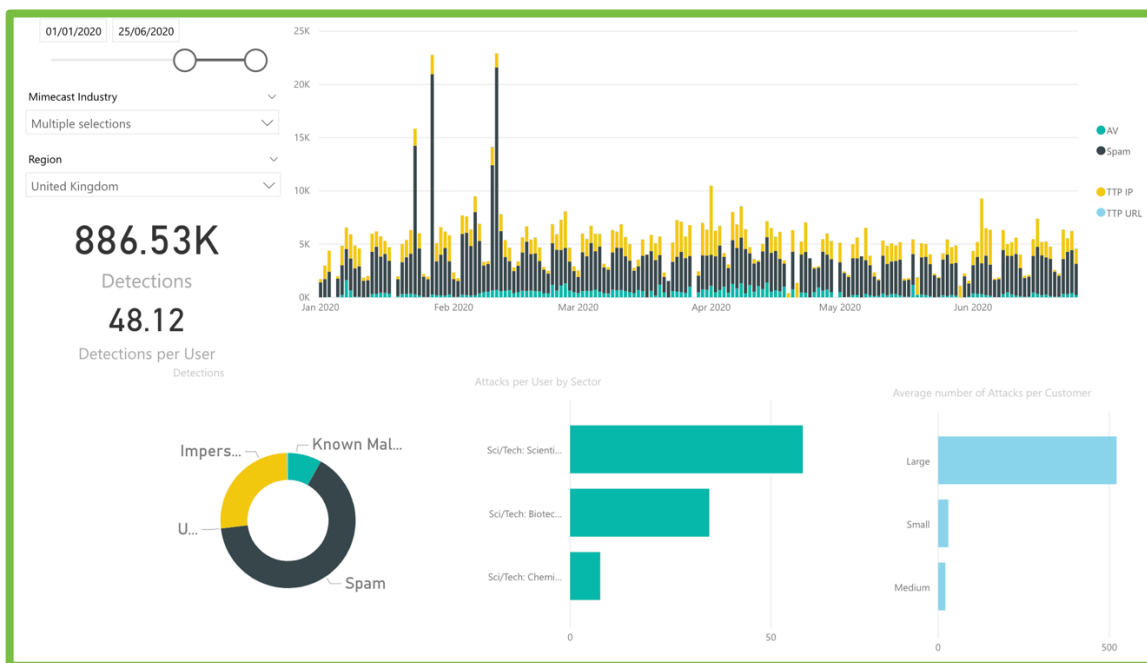 01/01/2020 25/06/2020
Mimecast Industry
Multiple selections
Region
United Kingdom
886.53K
Detections
48.12
Detections per User
Detections
25K
20K
15K
10K
5K
0K
Jan 2020 Feb 2020 Mar 2020 Apr 2020 May 2020 Jun 2020
AV
Spam
TTP IP
TTP URL
Impers...
Known Mal...
U...
Spam
Attacks per User by Sector
Sci/Tech: Scienti...
Sci/Tech: Biotec...
Sci/Tech: Chemi...
0 50
Average number of Attacks per Customer
Large
Small
Medium
0 500